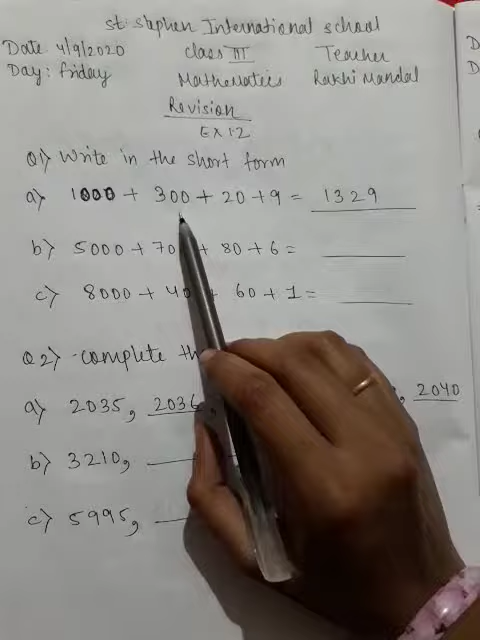 st. stephen International school
Date: 4/9/2020 class III Teacher
Day: friday Mathematics Rakhi Mandal
Revision
Ex 1.2
Q1) Write in the short form
a) 1000 + 300 + 20 + 9 = 1329
b) 5000 + 70 + 80 + 6 =
c) 8000 + 40 + 60 + 1 =
Q2) complete th
a) 2035, 2036, , 2040
b) 3210,
c) 5995,